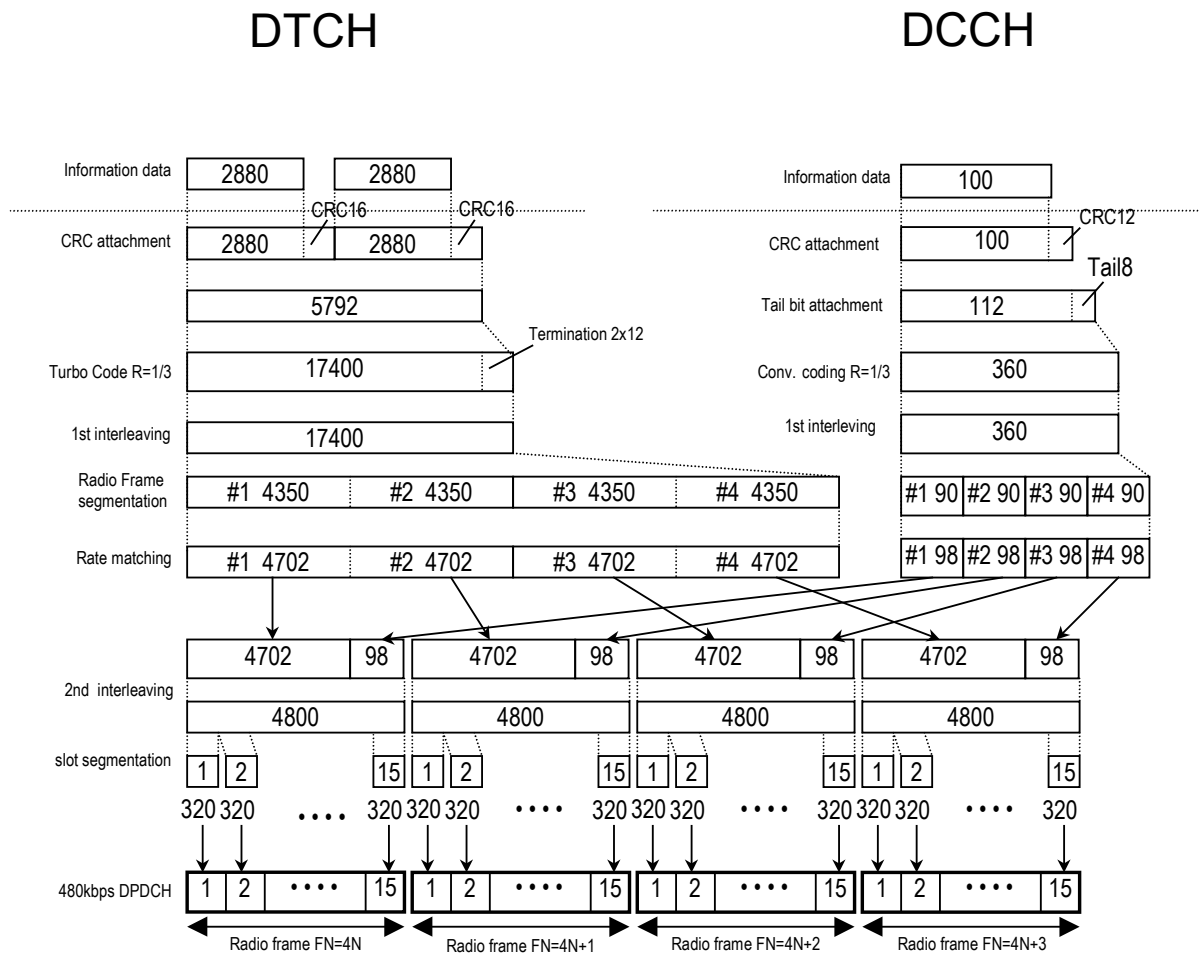 DTCH DCCH
Information data 2880 2880 Information data 100
CRC16 CRC16 CRC12
CRC attachment 2880 2880 CRC attachment 100
Tail8
5792 Tail bit attachment 112
Termination 2x12
Turbo Code R=1/3 17400 Conv. coding R=1/3 360
1st interleaving 17400 1st interleving 360
Radio Frame
segmentation #1 4350 #2 4350 #3 4350 #4 4350 #1 90 #2 90 #3 90 #4 90
Rate matching #1 4702 #2 4702 #3 4702 #4 4702 #1 98 #2 98 #3 98 #4 98
4702 98 4702 98 4702 98 4702 98
2nd interleaving
4800 4800 4800 4800
slot segmentation 1 2 15 1 2 15 1 2 15 1 2 15
320 320 •••• 320 320 320 •••• 320 320 320 •••• 320 320 320 •••• 320
480kbps DPDCH 1 2 •••• 15 1 2 •••• 15 1 2 •••• 15 1 2 •••• 15
Radio frame FN=4N Radio frame FN=4N+1 Radio frame FN=4N+2 Radio frame FN=4N+3